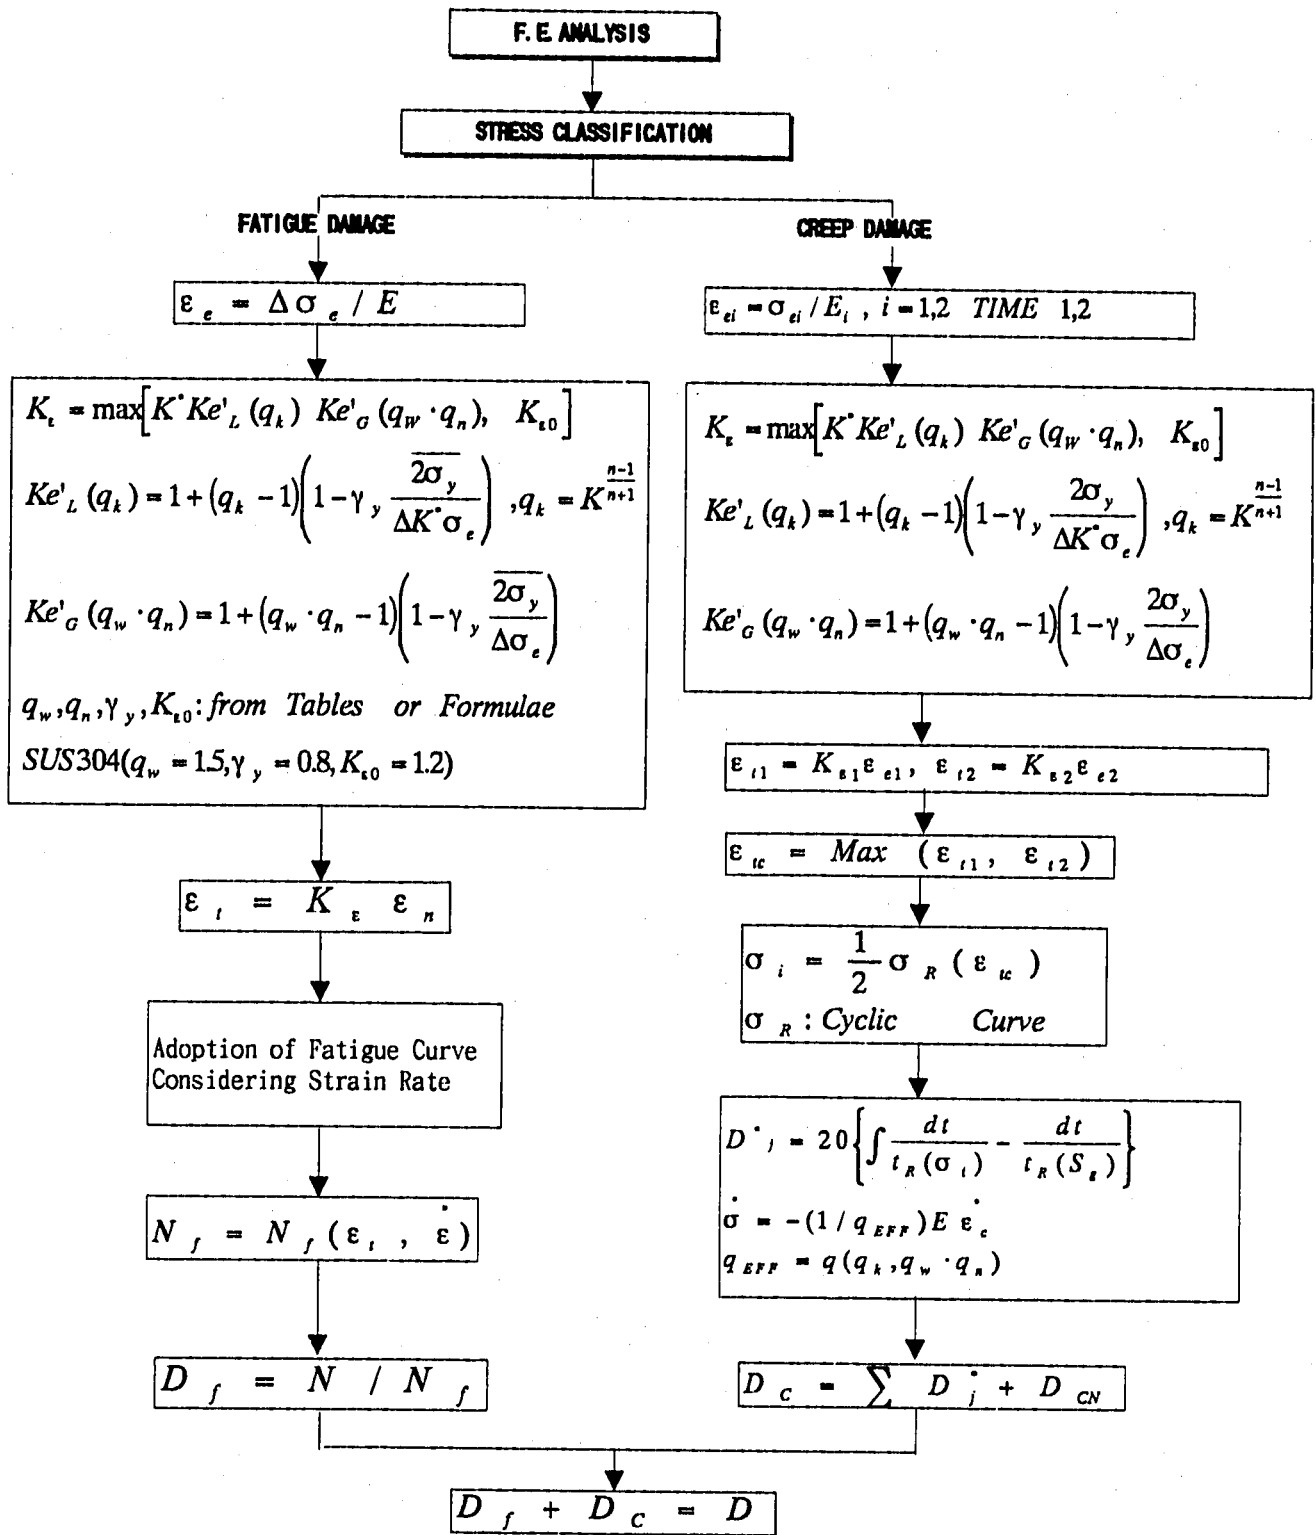 F. E. ANALYSIS
STRESS CLASSIFICATION
FATIGUE DAMAGE
ε_e = Δσ_e / E
K_ε = max[K* Ke'_L (q_k) Ke'_G (q_W · q_n), K_ε0]
Ke'_L (q_k) = 1 + (q_k − 1)(1 − γ_y \overline{2σ_y} / ΔK*σ_e) , q_k = K^{(n−1)/(n+1)}
Ke'_G (q_w · q_n) = 1 + (q_w · q_n − 1)(1 − γ_y \overline{2σ_y} / Δσ_e)
q_w, q_n, γ_y, K_ε0 : from Tables or Formulae
SUS304(q_w = 1.5, γ_y = 0.8, K_ε0 = 1.2)
ε_t = K_ε ε_n
Adoption of Fatigue Curve
Considering Strain Rate
N_f = N_f (ε_t , ε̇)
D_f = N / N_f
CREEP DAMAGE
ε_ei = σ_ei / E_i , i = 1,2 TIME 1,2
K_ε = max[K* Ke'_L (q_k) Ke'_G (q_W · q_n), K_ε0]
Ke'_L (q_k) = 1 + (q_k − 1)(1 − γ_y 2σ_y / ΔK*σ_e) , q_k = K^{(n−1)/(n+1)}
Ke'_G (q_w · q_n) = 1 + (q_w · q_n − 1)(1 − γ_y 2σ_y / Δσ_e)
ε_t1 = K_ε1 ε_e1, ε_t2 = K_ε2 ε_e2
ε_tc = Max (ε_t1, ε_t2)
σ_i = 1/2 σ_R (ε_tc)
σ_R : Cyclic Curve
D*_j = 20{∫ dt / t_R(σ_i) − dt / t_R(S_g)}
σ̇ = −(1 / q_EFF) E ε̇_c
q_EFF = q(q_k, q_w · q_n)
D_C = ∑ D*_j + D_CN
D_f + D_C = D